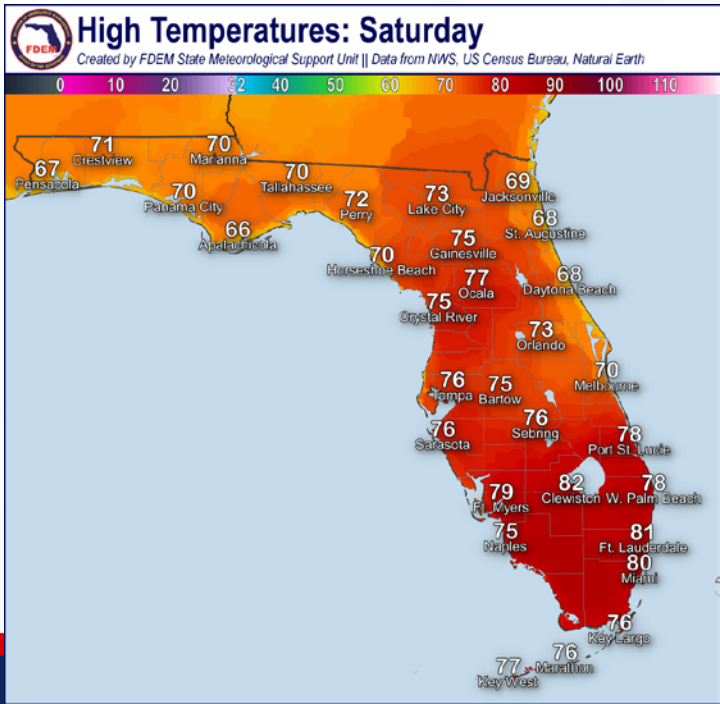 FDEM
High Temperatures: Saturday
Created by FDEM State Meteorological Support Unit || Data from NWS, US Census Bureau, Natural Earth
0 10 20 32 40 50 60 70 80 90 100 110
71
Crestview
70
Marianna
67
Pensacola
70
Tallahassee
70
Panama City
72
Perry
73
Lake City
69
Jacksonville
66
Apalachicola
68
St. Augustine
75
Gainesville
70
Horseshoe Beach
77
Ocala
68
Daytona Beach
75
Crystal River
73
Orlando
70
Melbourne
76
Tampa
75
Bartow
76
Sebring
76
Sarasota
78
Port St. Lucie
79
Ft. Myers
82
Clewiston
78
W. Palm Beach
75
Naples
81
Ft. Lauderdale
80
Miami
76
Key Largo
76
Marathon
77
Key West